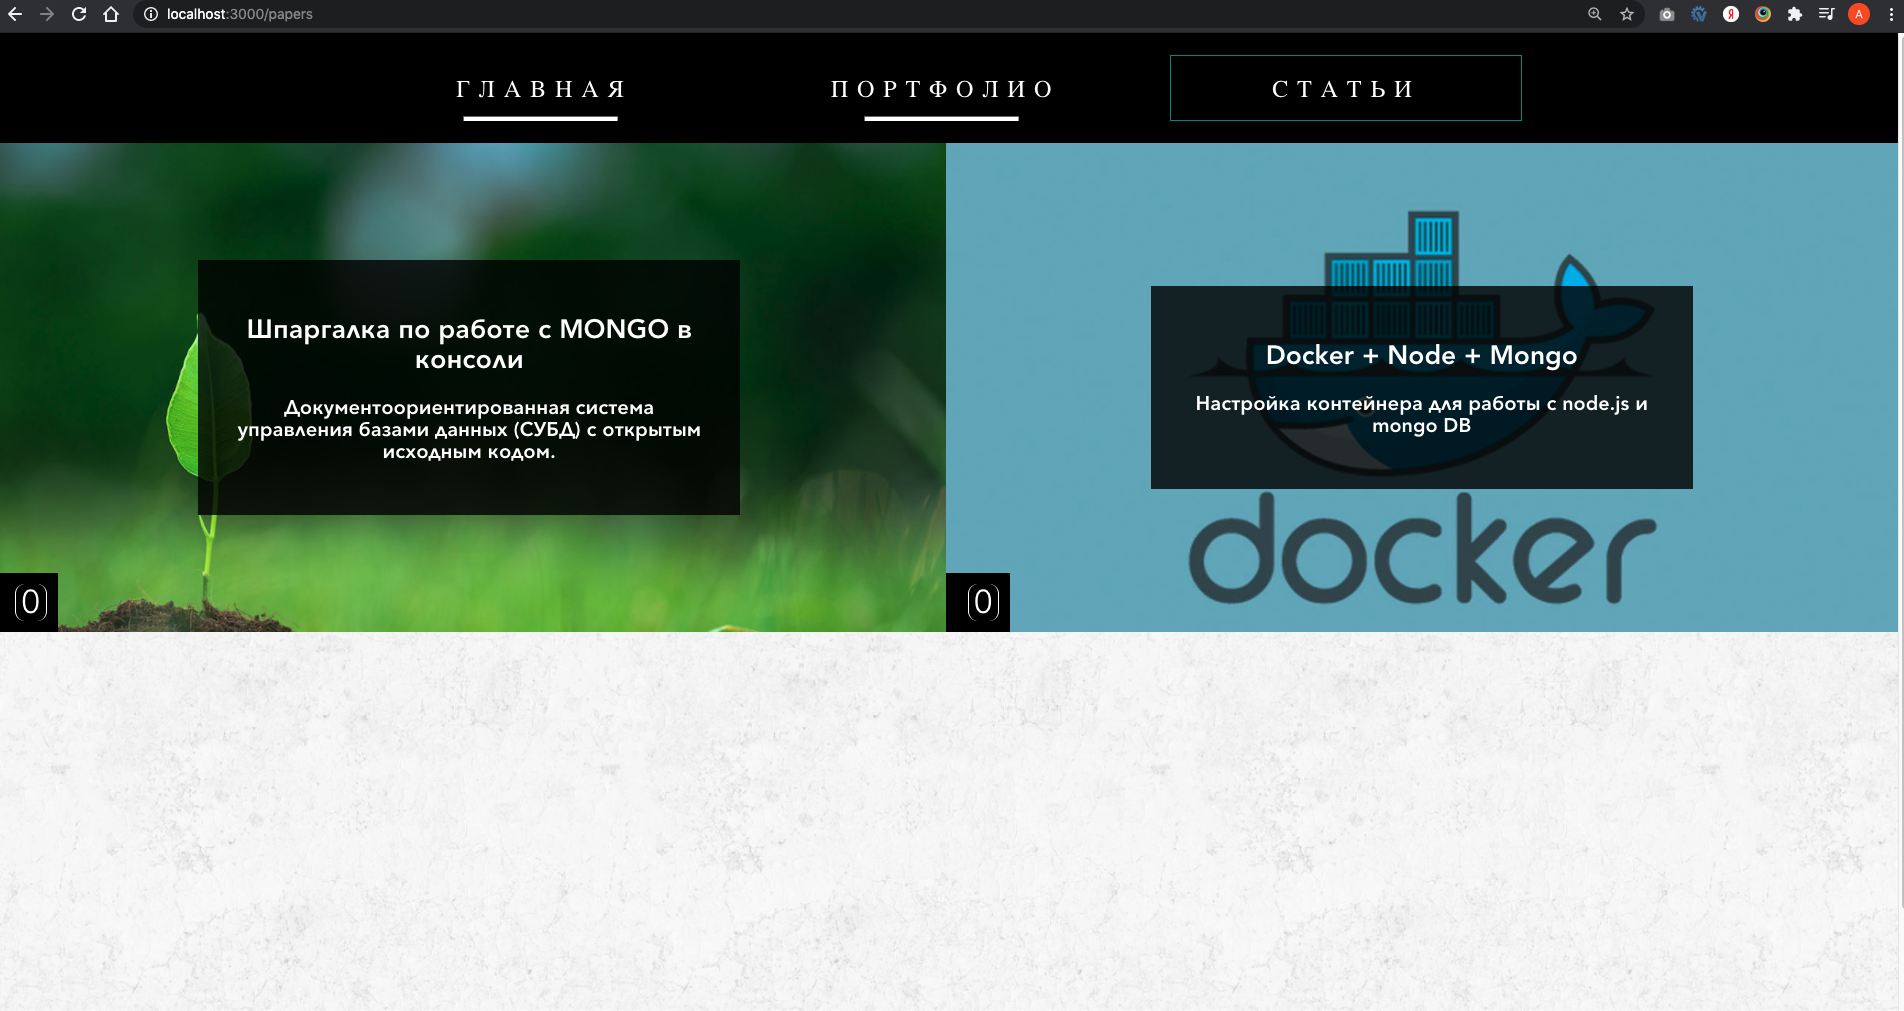 localhost:3000/papers
Я
A
ГЛАВНАЯ
ПОРТФОЛИО
СТАТЬИ
Шпаргалка по работе с MONGO в
консоли
Документоориентированная система
управления базами данных (СУБД) с открытым
исходным кодом.
0
Docker + Node + Mongo
Настройка контейнера для работы с node.js и
mongo DB
docker
0